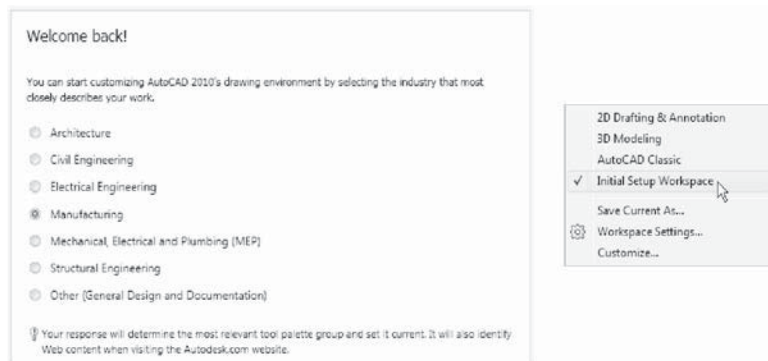 Welcome back!
You can start customizing AutoCAD 2010's drawing environment by selecting the industry that most
closely describes your work.
Architecture
Civil Engineering
Electrical Engineering
Manufacturing
Mechanical, Electrical and Plumbing (MEP)
Structural Engineering
Other (General Design and Documentation)
Your response will determine the most relevant tool palette group and set it current. It will also identify
Web content when visiting the Autodesk.com website.
2D Drafting & Annotation
3D Modeling
AutoCAD Classic
Initial Setup Workspace
Save Current As...
Workspace Settings...
Customize...